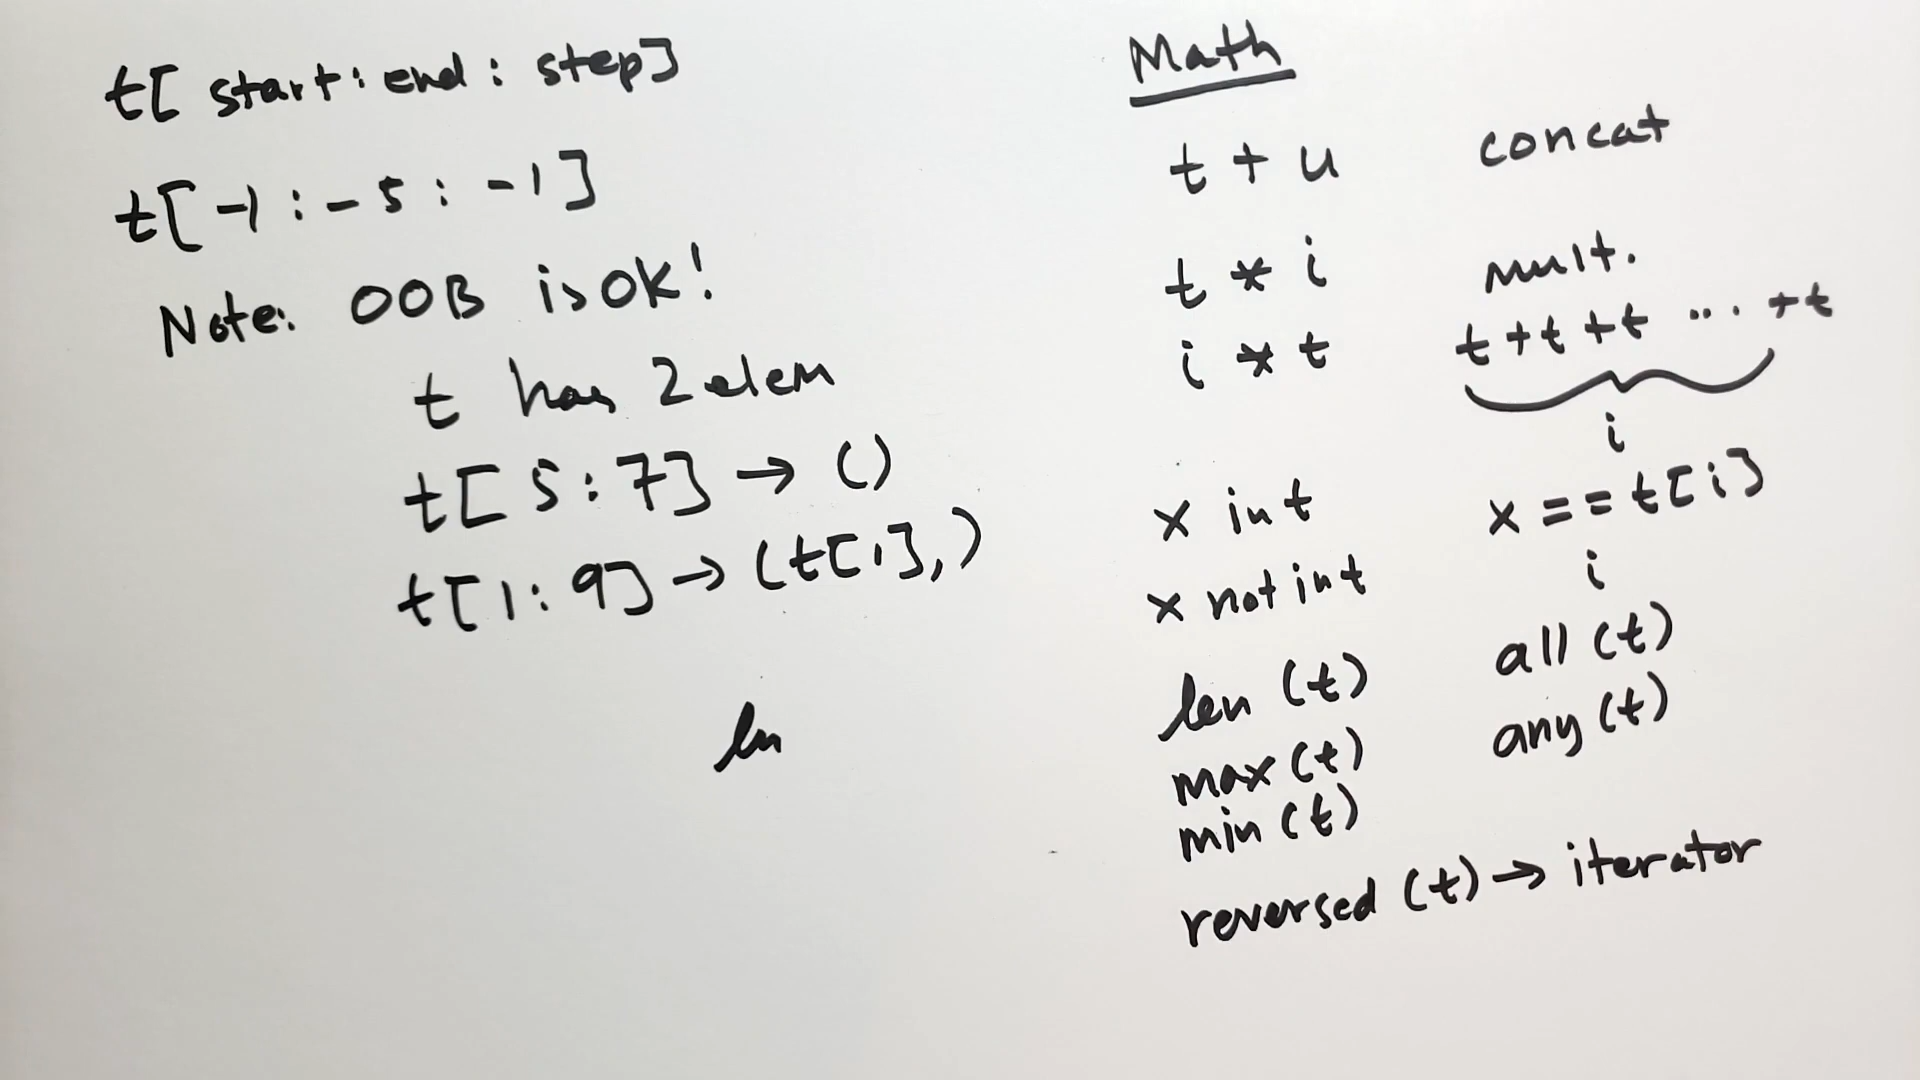 t[ start : end : step]
t[-1 : -5 : -1]
Note: OOB is OK!
t has 2 elem
t[5:7] → ()
t[1:9] → (t[1],)
Math
t + u concat
t * i mult.
i * t t + t + t ... + t
i
x in t x == t[i]
x not in t i
len (t) all (t)
max (t) any (t)
min (t)
reversed (t) → iterator